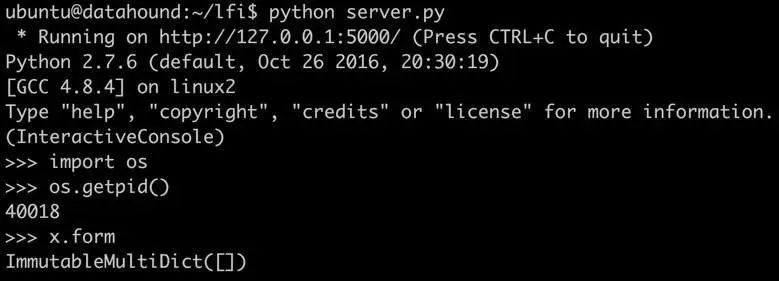 ubuntu@datahound:~/lfi$ python server.py
 * Running on http://127.0.0.1:5000/ (Press CTRL+C to quit)
Python 2.7.6 (default, Oct 26 2016, 20:30:19)
[GCC 4.8.4] on linux2
Type "help", "copyright", "credits" or "license" for more information.
(InteractiveConsole)
>>> import os
>>> os.getpid()
40018
>>> x.form
ImmutableMultiDict([])